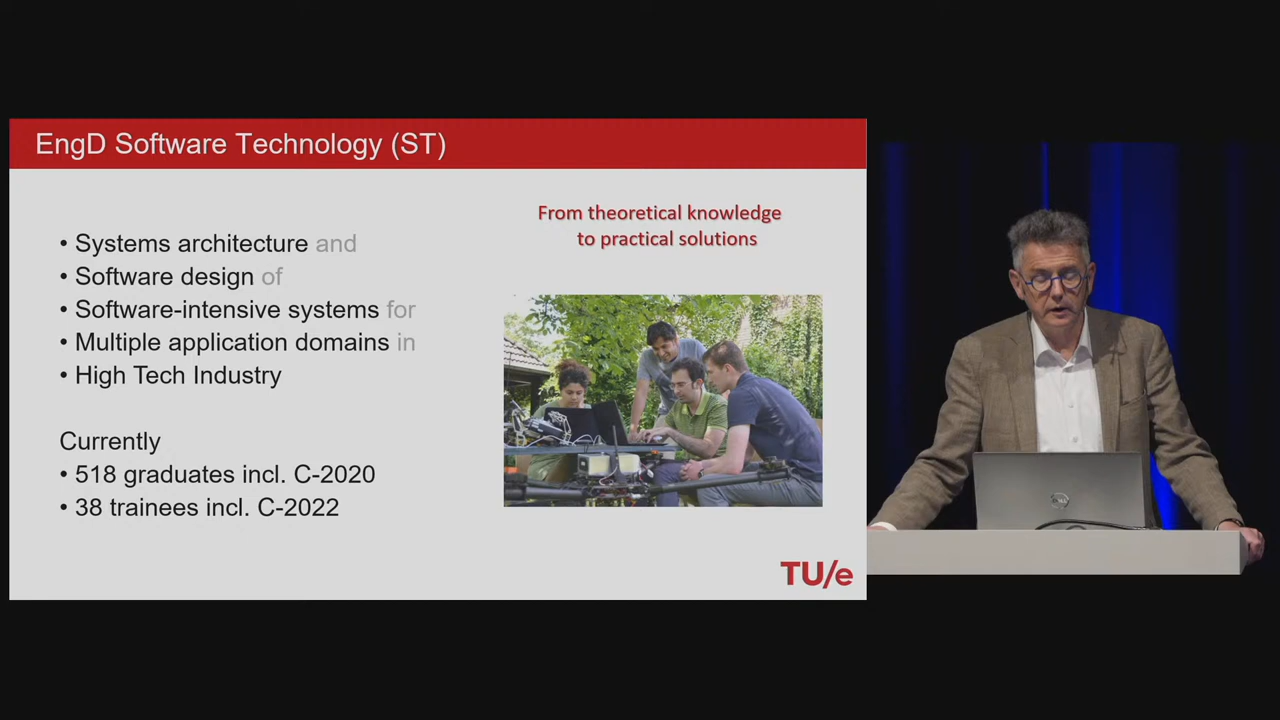 EngD Software Technology (ST)
• Systems architecture and
• Software design of
• Software-intensive systems for
• Multiple application domains in
• High Tech Industry
Currently
• 518 graduates incl. C-2020
• 38 trainees incl. C-2022
From theoretical knowledge
to practical solutions
TU/e
DELL